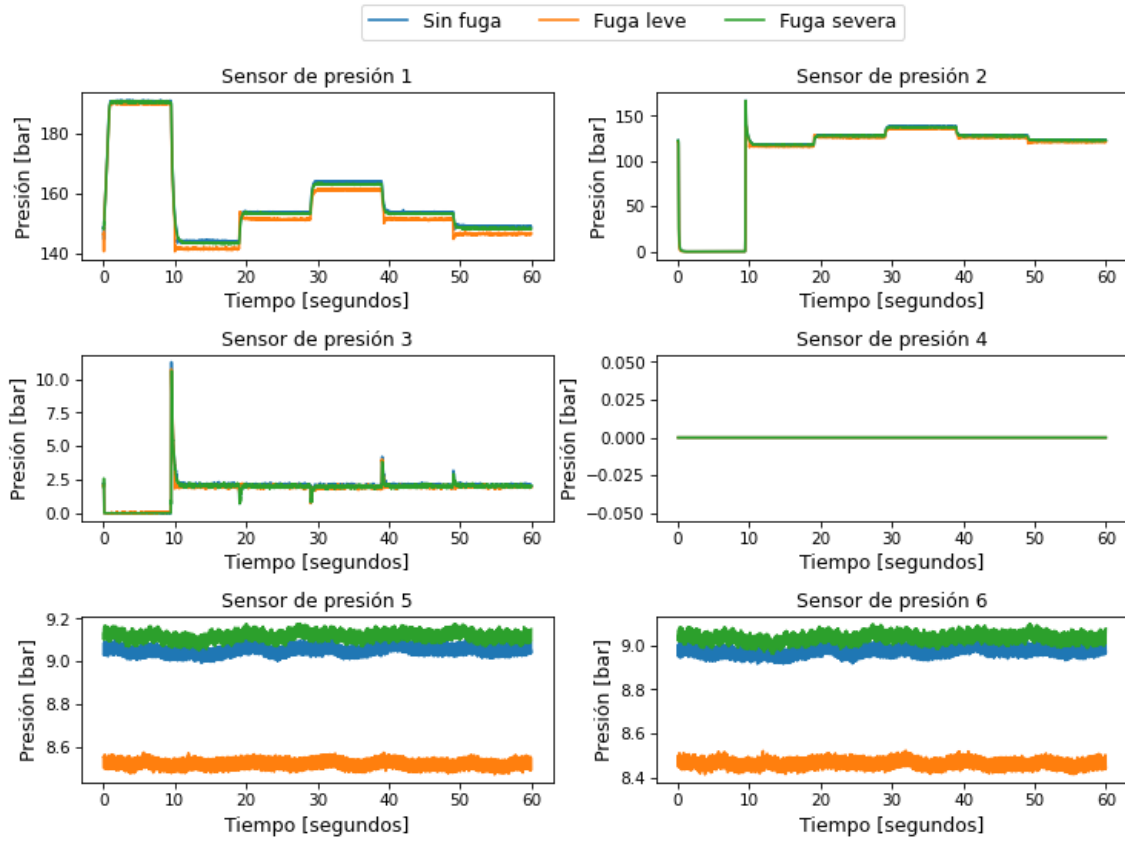 Sin fuga Fuga leve Fuga severa
Sensor de presión 1
Presión [bar]
180
160
140
0 10 20 30 40 50 60
Tiempo [segundos]
Sensor de presión 2
Presión [bar]
150
100
50
0
0 10 20 30 40 50 60
Tiempo [segundos]
Sensor de presión 3
Presión [bar]
10.0
7.5
5.0
2.5
0.0
0 10 20 30 40 50 60
Tiempo [segundos]
Sensor de presión 4
Presión [bar]
0.050
0.025
0.000
−0.025
−0.050
0 10 20 30 40 50 60
Tiempo [segundos]
Sensor de presión 5
Presión [bar]
9.2
9.0
8.8
8.6
0 10 20 30 40 50 60
Tiempo [segundos]
Sensor de presión 6
Presión [bar]
9.0
8.8
8.6
8.4
0 10 20 30 40 50 60
Tiempo [segundos]